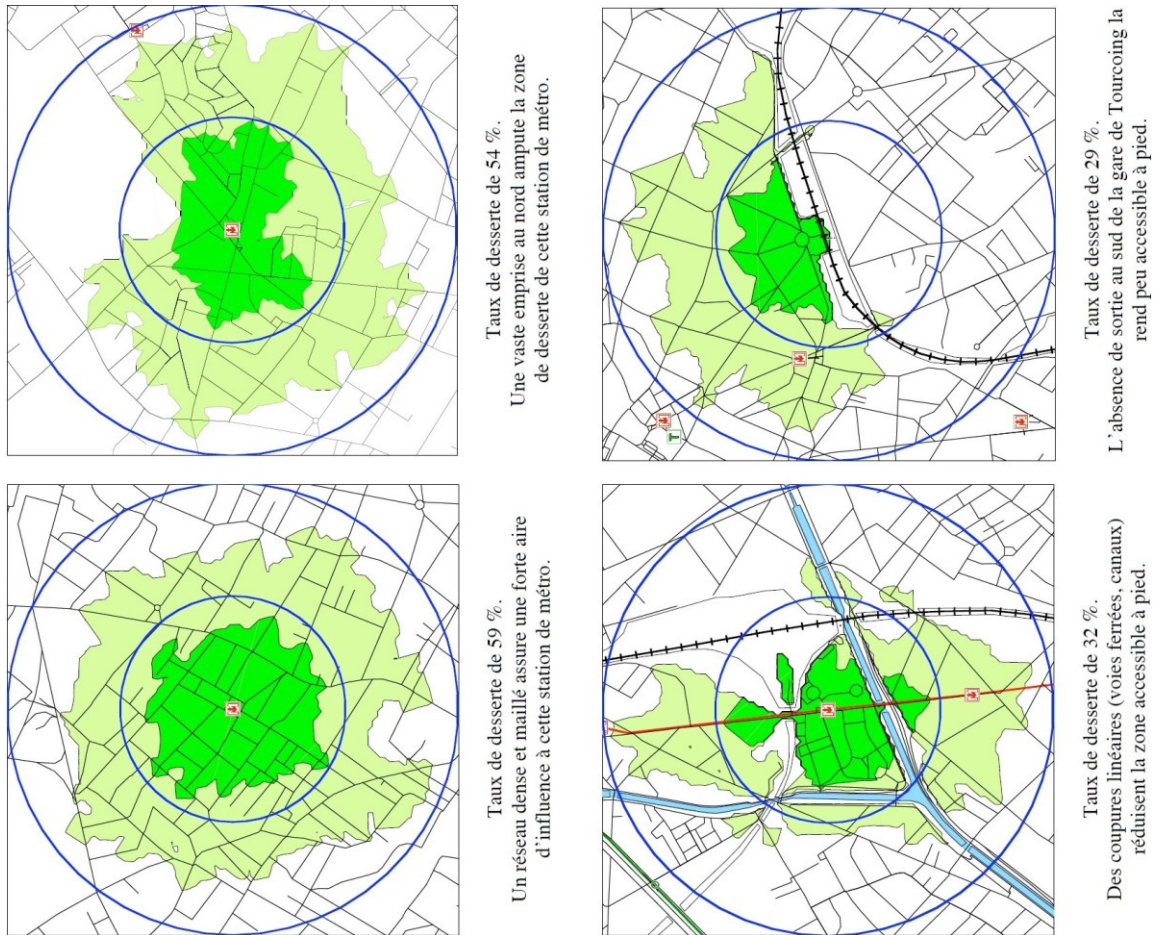 Taux de desserte de 59 %.
Un réseau dense et maillé assure une forte aire
d'influence à cette station de métro.
Taux de desserte de 54 %.
Une vaste emprise au nord ampute la zone
de desserte de cette station de métro.
Taux de desserte de 32 %.
Des coupures linéaires (voies ferrées, canaux)
réduisent la zone accessible à pied.
Taux de desserte de 29 %.
L'absence de sortie au sud de la gare de Tourcoing la
rend peu accessible à pied.